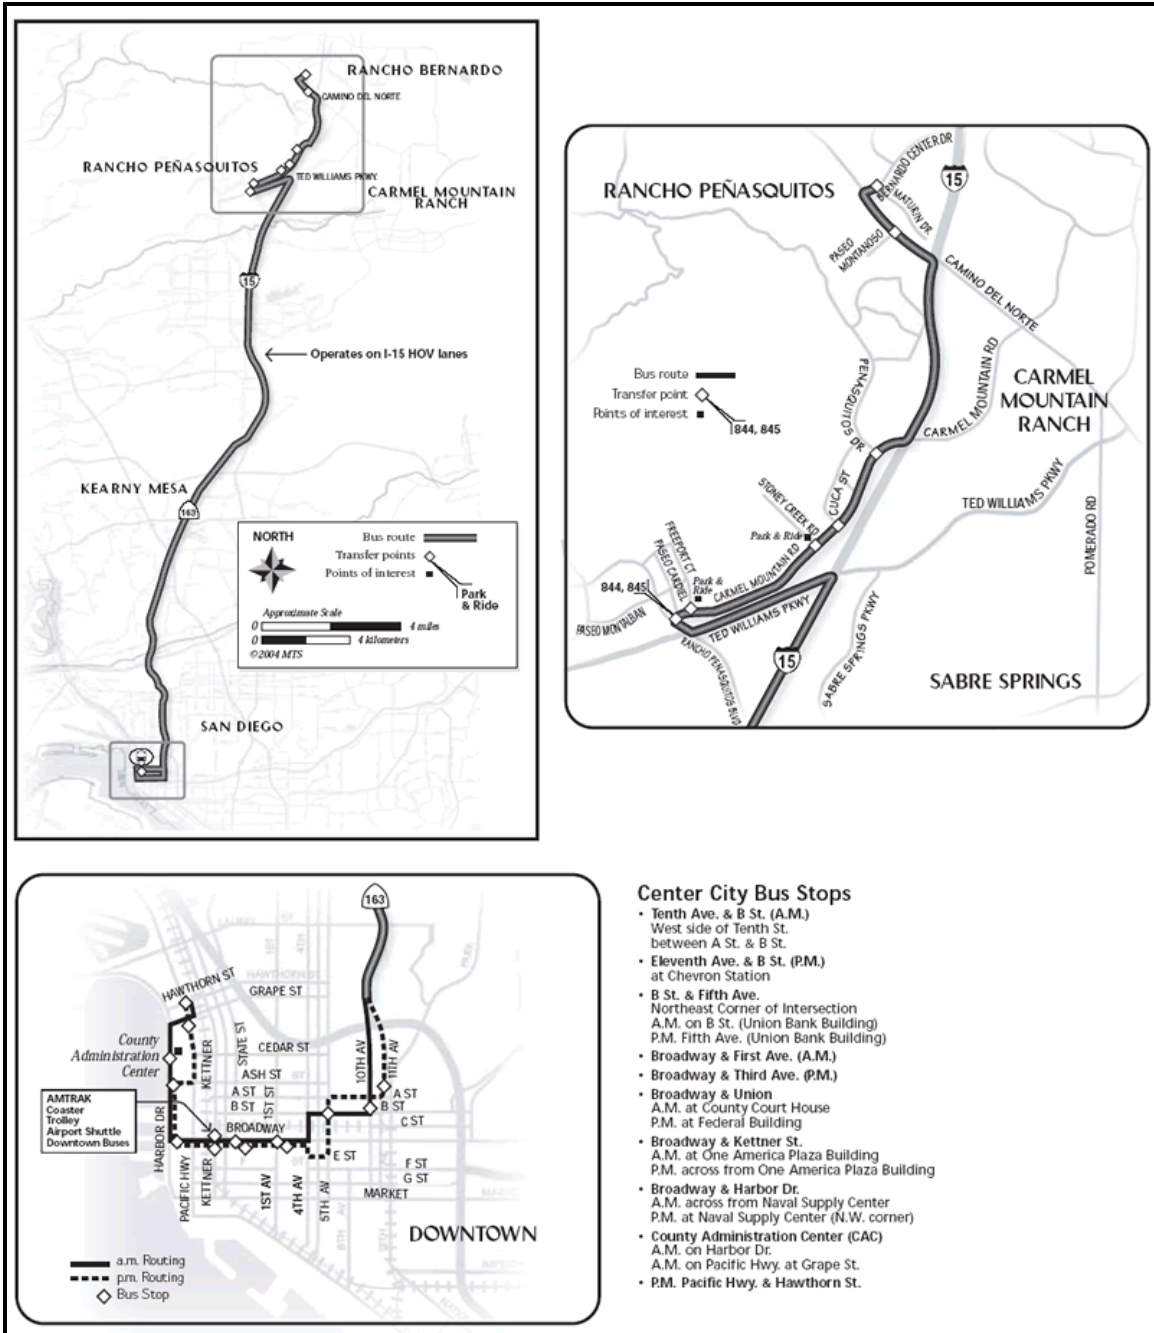 RANCHO BERNARDO
CAMINO DEL NORTE
RANCHO PEÑASQUITOS
TED WILLIAMS PKWY.
CARMEL MOUNTAIN
RANCH
15
Operates on I-15 HOV lanes
KEARNY MESA
163
NORTH
Bus route
Transfer points
Points of interest
Park
& Ride
Approximate Scale
0 4 miles
0 4 kilometers
©2004 MTS
SAN DIEGO
RANCHO PEÑASQUITOS
BERNARDO CENTER DR
MATURIN DR
15
PASEO
MONTANOSO
CAMINO DEL NORTE
Bus route
Transfer point
Points of interest
844, 845
PENASQUITOS DR
CARMEL MOUNTAIN RD
CARMEL
MOUNTAIN
RANCH
CUCA ST
STONEY CREEK RD
Park & Ride
TED WILLIAMS PKWY
POMERADO RD
FREEPORT CT
PASEO CARDIEL
Park &
Ride
CARMEL MOUNTAIN RD
844, 845
PASEO MONTALBAN
TED WILLIAMS PKWY
RANCHO PENASQUITOS BLVD
15
SABRE SPRINGS PKWY
SABRE SPRINGS
163
LAUREL ST
1ST
4TH
PARK
HAWTHORN ST
HAWTHORN ST
GRAPE ST
County
Administration
Center
KETTNER
STATE ST
CEDAR ST
ASH ST
A ST
B ST
1ST ST
10TH AV
11TH AV
A ST
B ST
C ST
AMTRAK
Coaster
Trolley
Airport Shuttle
Downtown Buses
BROADWAY
HARBOR DR
PACIFIC HWY
KETTNER
1ST AV
4TH AV
5TH AV
E ST
F ST
G ST
MARKET
DOWNTOWN
a.m. Routing
p.m. Routing
Bus Stop
Center City Bus Stops
• Tenth Ave. & B St. (A.M.)
West side of Tenth St.
between A St. & B St.
• Eleventh Ave. & B St. (P.M.)
at Chevron Station
• B St. & Fifth Ave.
Northeast Corner of Intersection
A.M. on B St. (Union Bank Building)
P.M. Fifth Ave. (Union Bank Building)
• Broadway & First Ave. (A.M.)
• Broadway & Third Ave. (P.M.)
• Broadway & Union
A.M. at County Court House
P.M. at Federal Building
• Broadway & Kettner St.
A.M. at One America Plaza Building
P.M. across from One America Plaza Building
• Broadway & Harbor Dr.
A.M. across from Naval Supply Center
P.M. at Naval Supply Center (N.W. corner)
• County Administration Center (CAC)
A.M. on Harbor Dr.
A.M. on Pacific Hwy. at Grape St.
• P.M. Pacific Hwy. & Hawthorn St.